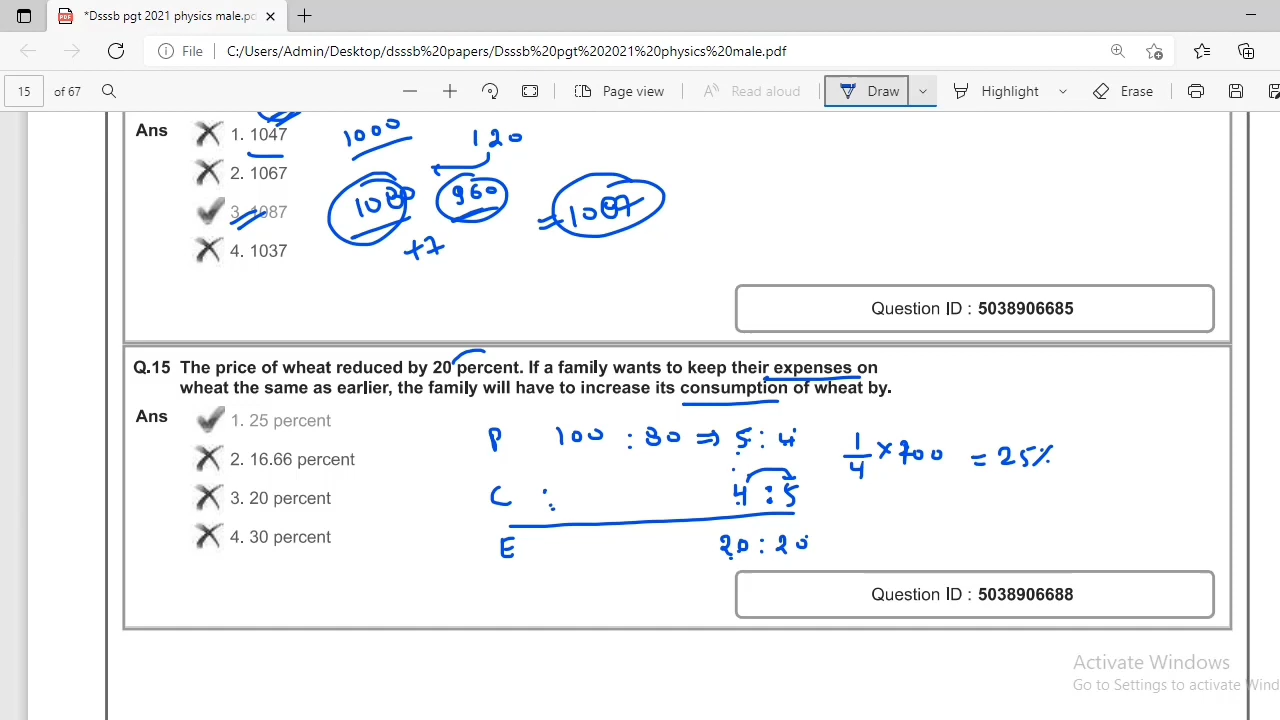 *Dsssb pgt 2021 physics male.pd
File C:/Users/Admin/Desktop/dsssb%20papers/Dsssb%20pgt%202021%20physics%20male.pdf
15 of 67 Page view Read aloud Draw Highlight Erase
Ans 1. 1047 1000 120
2. 1067
3. 1087 1080 960 = 1087
+7
4. 1037
Question ID : 5038906685
Q.15 The price of wheat reduced by 20 percent. If a family wants to keep their expenses on
wheat the same as earlier, the family will have to increase its consumption of wheat by.
Ans 1. 25 percent P 100 : 80 ⇒ 5 : 4 1/4 × 100 = 25%
2. 16.66 percent
3. 20 percent C : 4 : 5
4. 30 percent E 20 : 20
Question ID : 5038906688
Activate Windows
Go to Settings to activate Wind